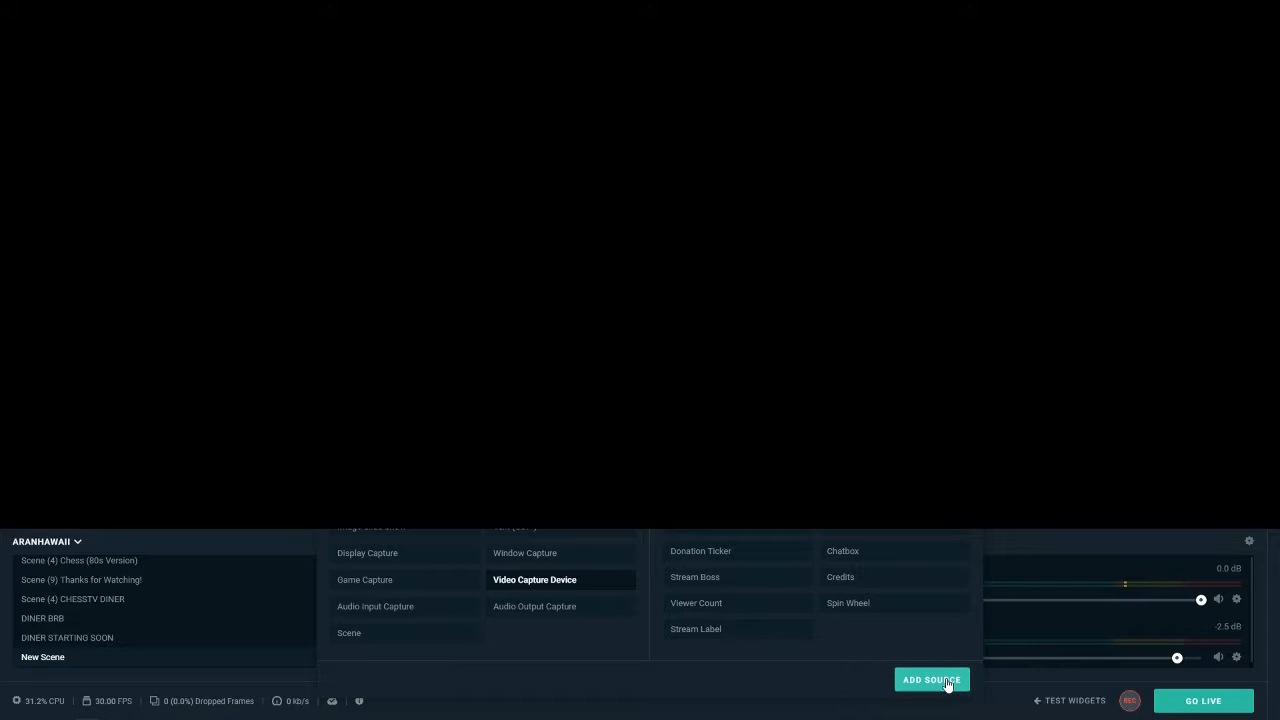 ARANHAWAII
Scene (4) Chess (80s Version)
Scene (9) Thanks for Watching!
Scene (4) CHESSTV DINER
DINER BRB
DINER STARTING SOON
New Scene
Display Capture
Window Capture
Game Capture
Video Capture Device
Audio Input Capture
Audio Output Capture
Scene
Donation Ticker
Chatbox
Stream Boss
Credits
Viewer Count
Spin Wheel
Stream Label
ADD SOURCE
0.0 dB
-2.5 dB
31.2% CPU
30.00 FPS
0 (0.0%) Dropped Frames
0 kb/s
TEST WIDGETS
REC
GO LIVE